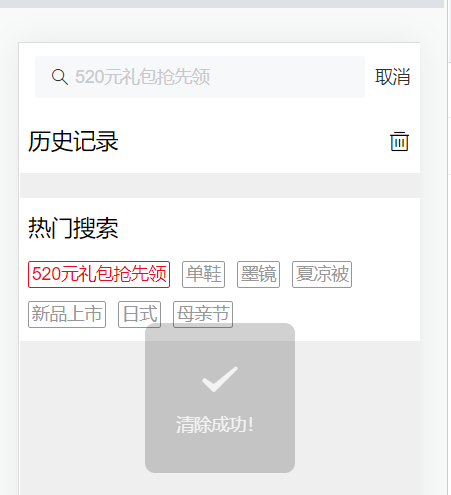 520元礼包抢先领 取消
历史记录
热门搜索
520元礼包抢先领 单鞋 墨镜 夏凉被
新品上市 日式 母亲节
清除成功!